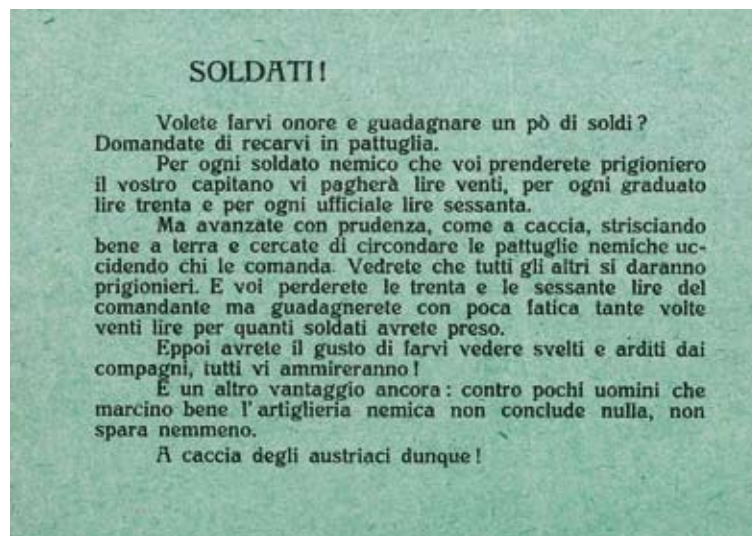 SOLDATI!
Volete farvi onore e guadagnare un pò di soldi?
Domandate di recarvi in pattuglia.
Per ogni soldato nemico che voi prenderete prigioniero
il vostro capitano vi pagherà lire venti, per ogni graduato
lire trenta e per ogni ufficiale lire sessanta.
Ma avanzate con prudenza, come a caccia, strisciando
bene a terra e cercate di circondare le pattuglie nemiche uc-
cidendo chi le comanda. Vedrete che tutti gli altri si daranno
prigionieri. E voi perderete le trenta e le sessante lire del
comandante ma guadagnerete con poca fatica tante volte
venti lire per quanti soldati avrete preso.
Eppoi avrete il gusto di farvi vedere svelti e arditi dai
compagni, tutti vi ammireranno!
E un altro vantaggio ancora: contro pochi uomini che
marcino bene l'artiglieria nemica non conclude nulla, non
spara nemmeno.
A caccia degli austriaci dunque!